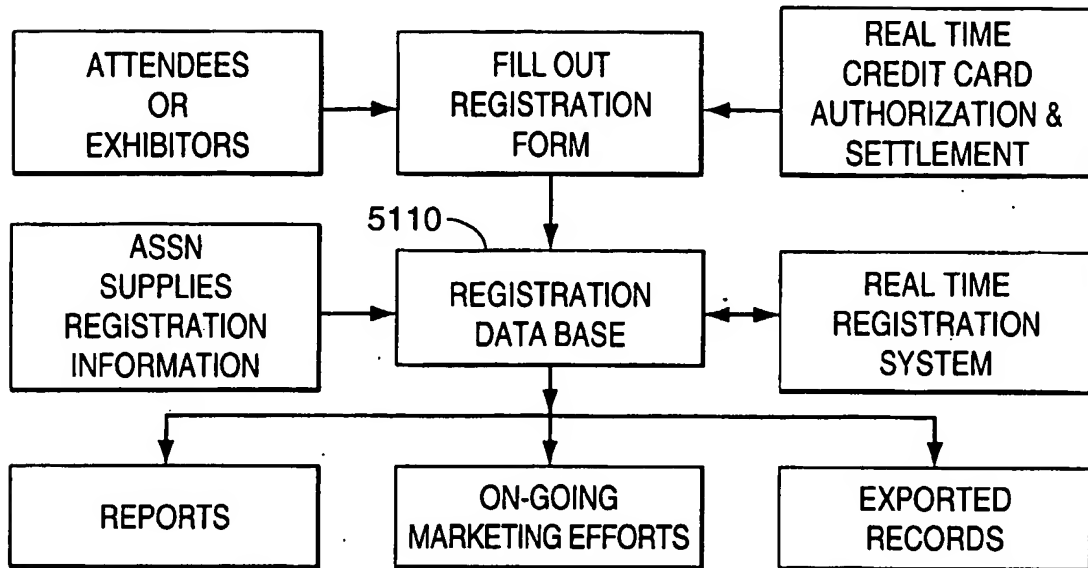 ATTENDEES
OR
EXHIBITORS
FILL OUT
REGISTRATION
FORM
REAL TIME
CREDIT CARD
AUTHORIZATION &
SETTLEMENT
5110
ASSN
SUPPLIES
REGISTRATION
INFORMATION
REGISTRATION
DATA BASE
REAL TIME
REGISTRATION
SYSTEM
REPORTS
ON-GOING
MARKETING EFFORTS
EXPORTED
RECORDS